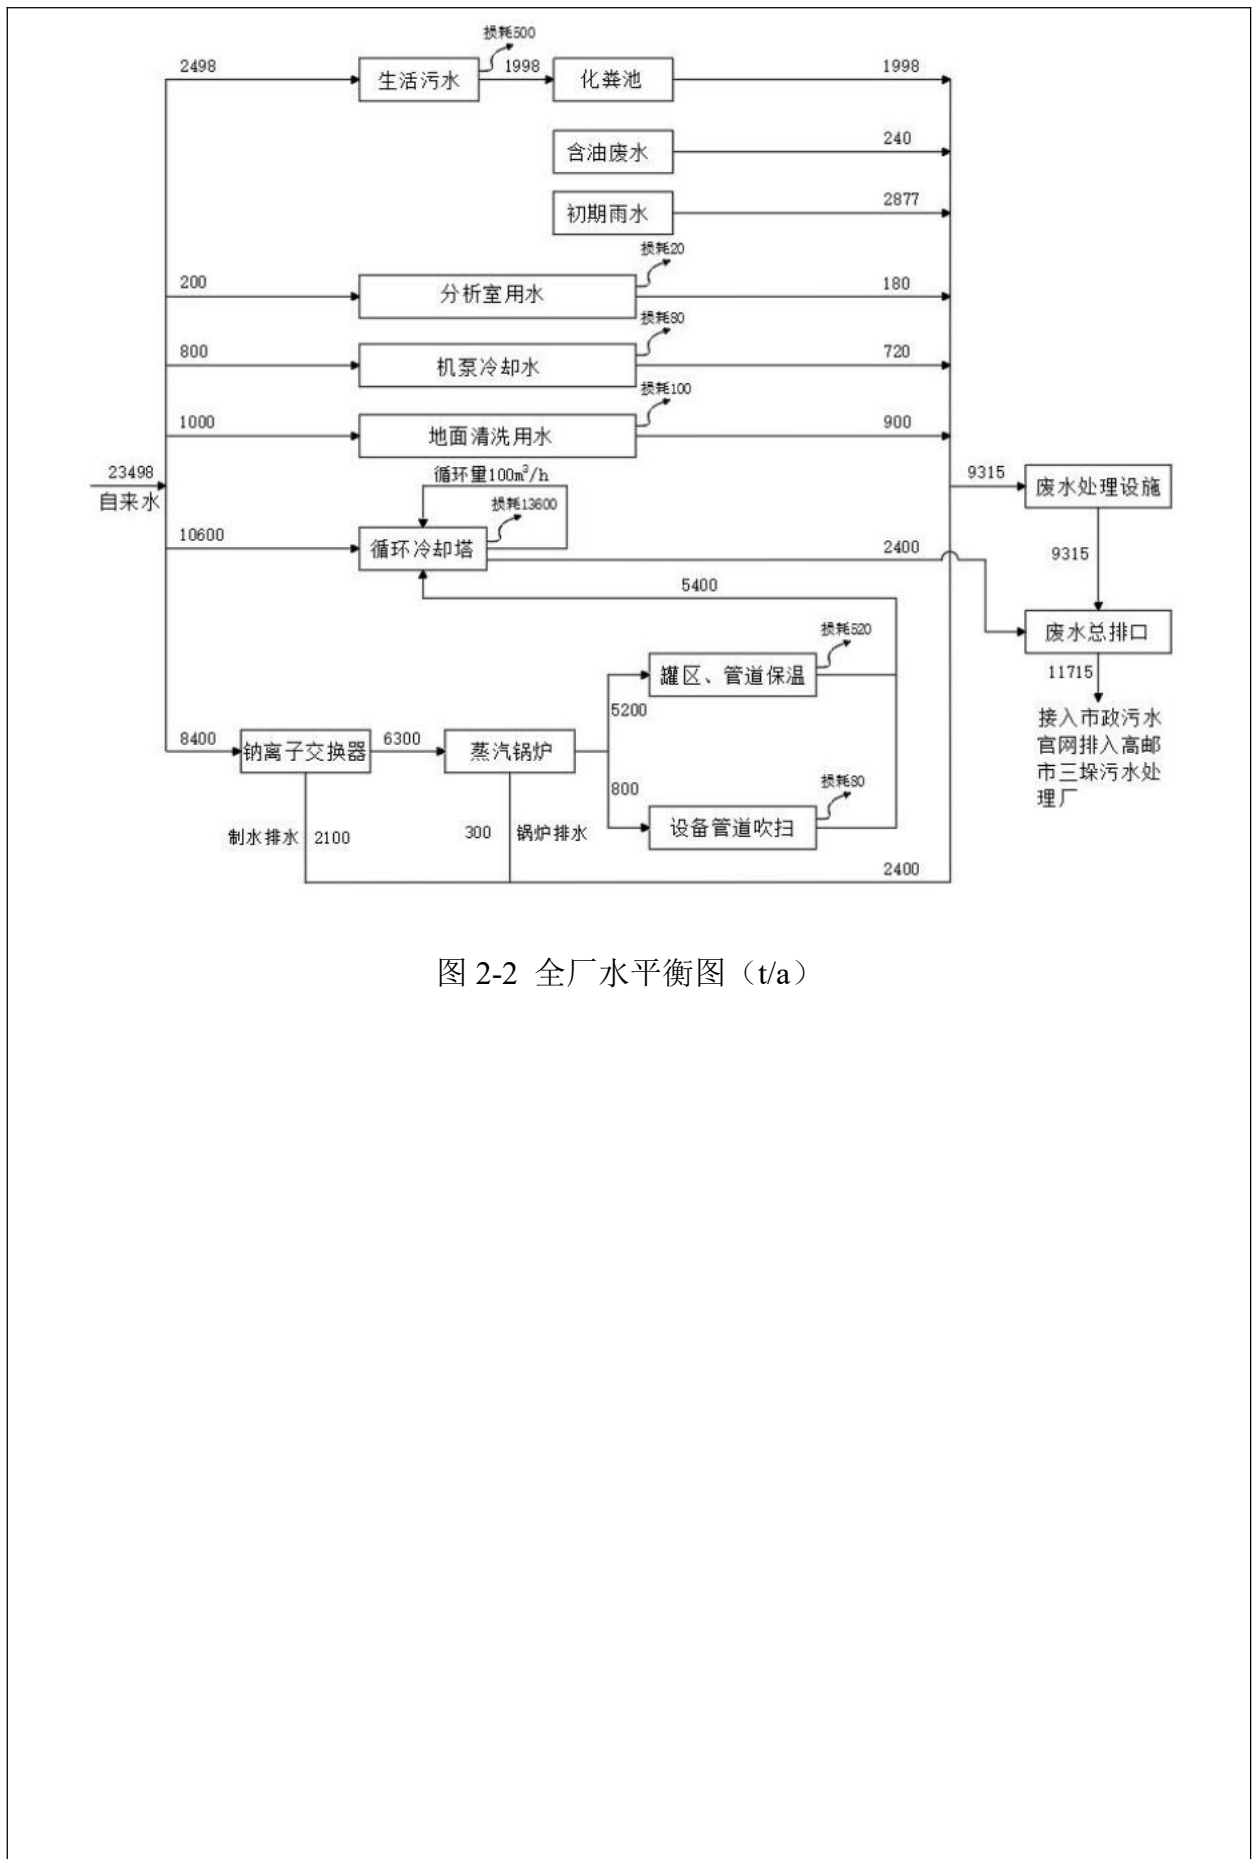 损耗500
2498
生活污水
1998
化粪池
1998
含油废水
240
初期雨水
2877
损耗20
200
分析室用水
180
损耗80
800
机泵冷却水
720
损耗100
1000
地面清洗用水
900
23498
自来水
循环量100m³/h
损耗13600
9315
废水处理设施
10600
循环冷却塔
2400
9315
5400
废水总排口
11715
损耗520
罐区、管道保温
5200
接入市政污水
官网排入高邮
市三垛污水处
理厂
8400
钠离子交换器
6300
蒸汽锅炉
800
损耗80
设备管道吹扫
制水排水
2100
300
锅炉排水
2400
图 2-2 全厂水平衡图（t/a）